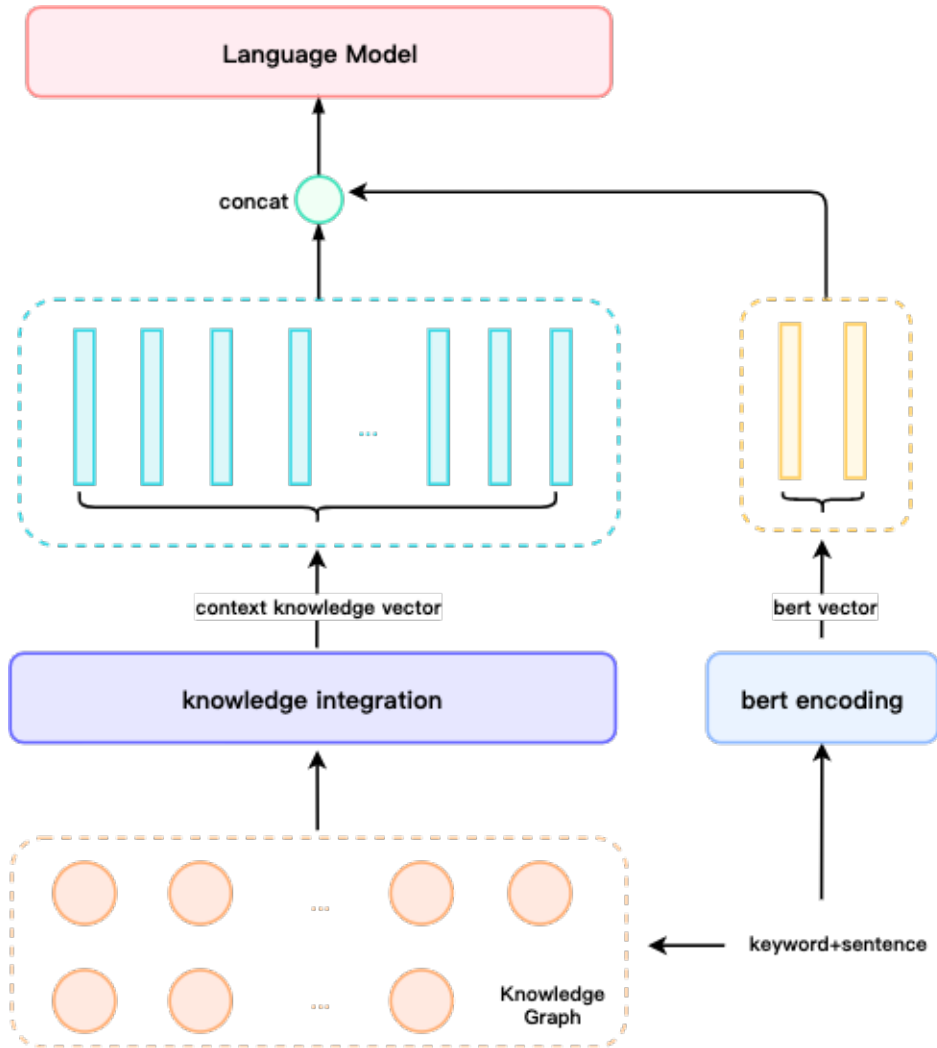 Language Model
concat
...
context knowledge vector
bert vector
knowledge integration
bert encoding
...
keyword+sentence
...
Knowledge
Graph